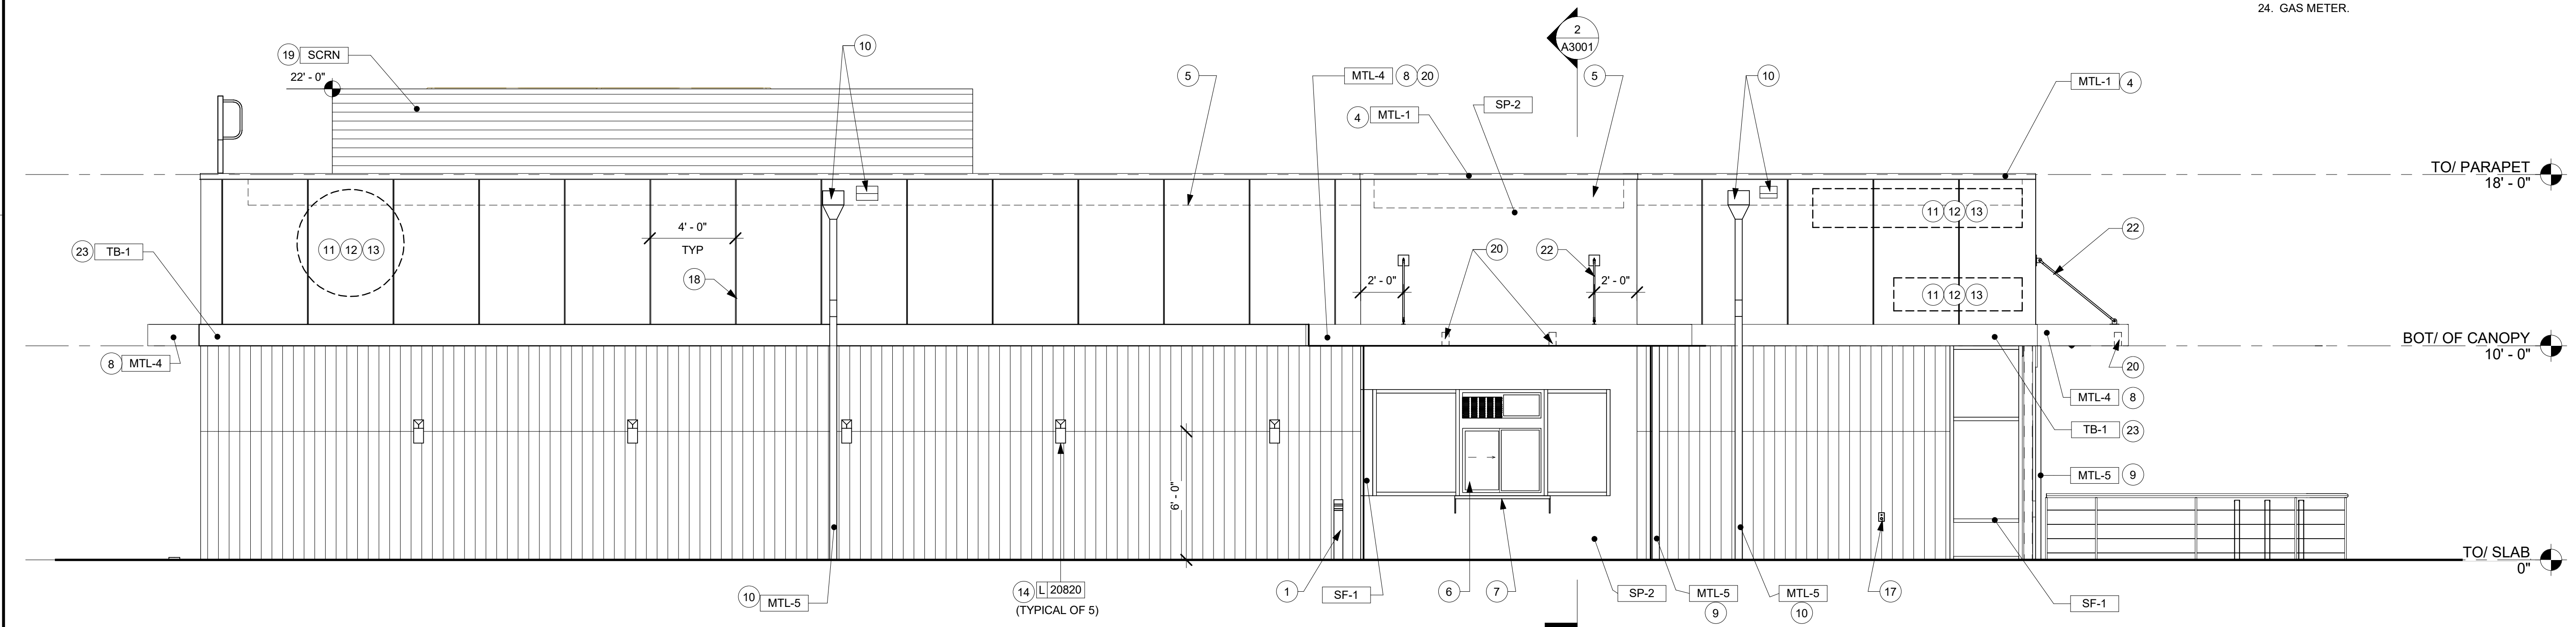 24. GAS METER.
2
A3001
19 SCRN
10
22' - 0"
5
MTL-4 8 20
5
10
MTL-1 4
SP-2
4 MTL-1
TO/ PARAPET
18' - 0"
11 12 13
4' - 0"
TYP
11 12 13
22
23 TB-1
20
22
18
2' - 0"
2' - 0"
11 12 13
BOT/ OF CANOPY
10' - 0"
8 MTL-4
20
MTL-4 8
TB-1 23
MTL-5 9
6' - 0"
TO/ SLAB
0"
10 MTL-5
14 L 20820
(TYPICAL OF 5)
1
SF-1
6
7
SP-2
MTL-5
9
MTL-5
10
17
SF-1